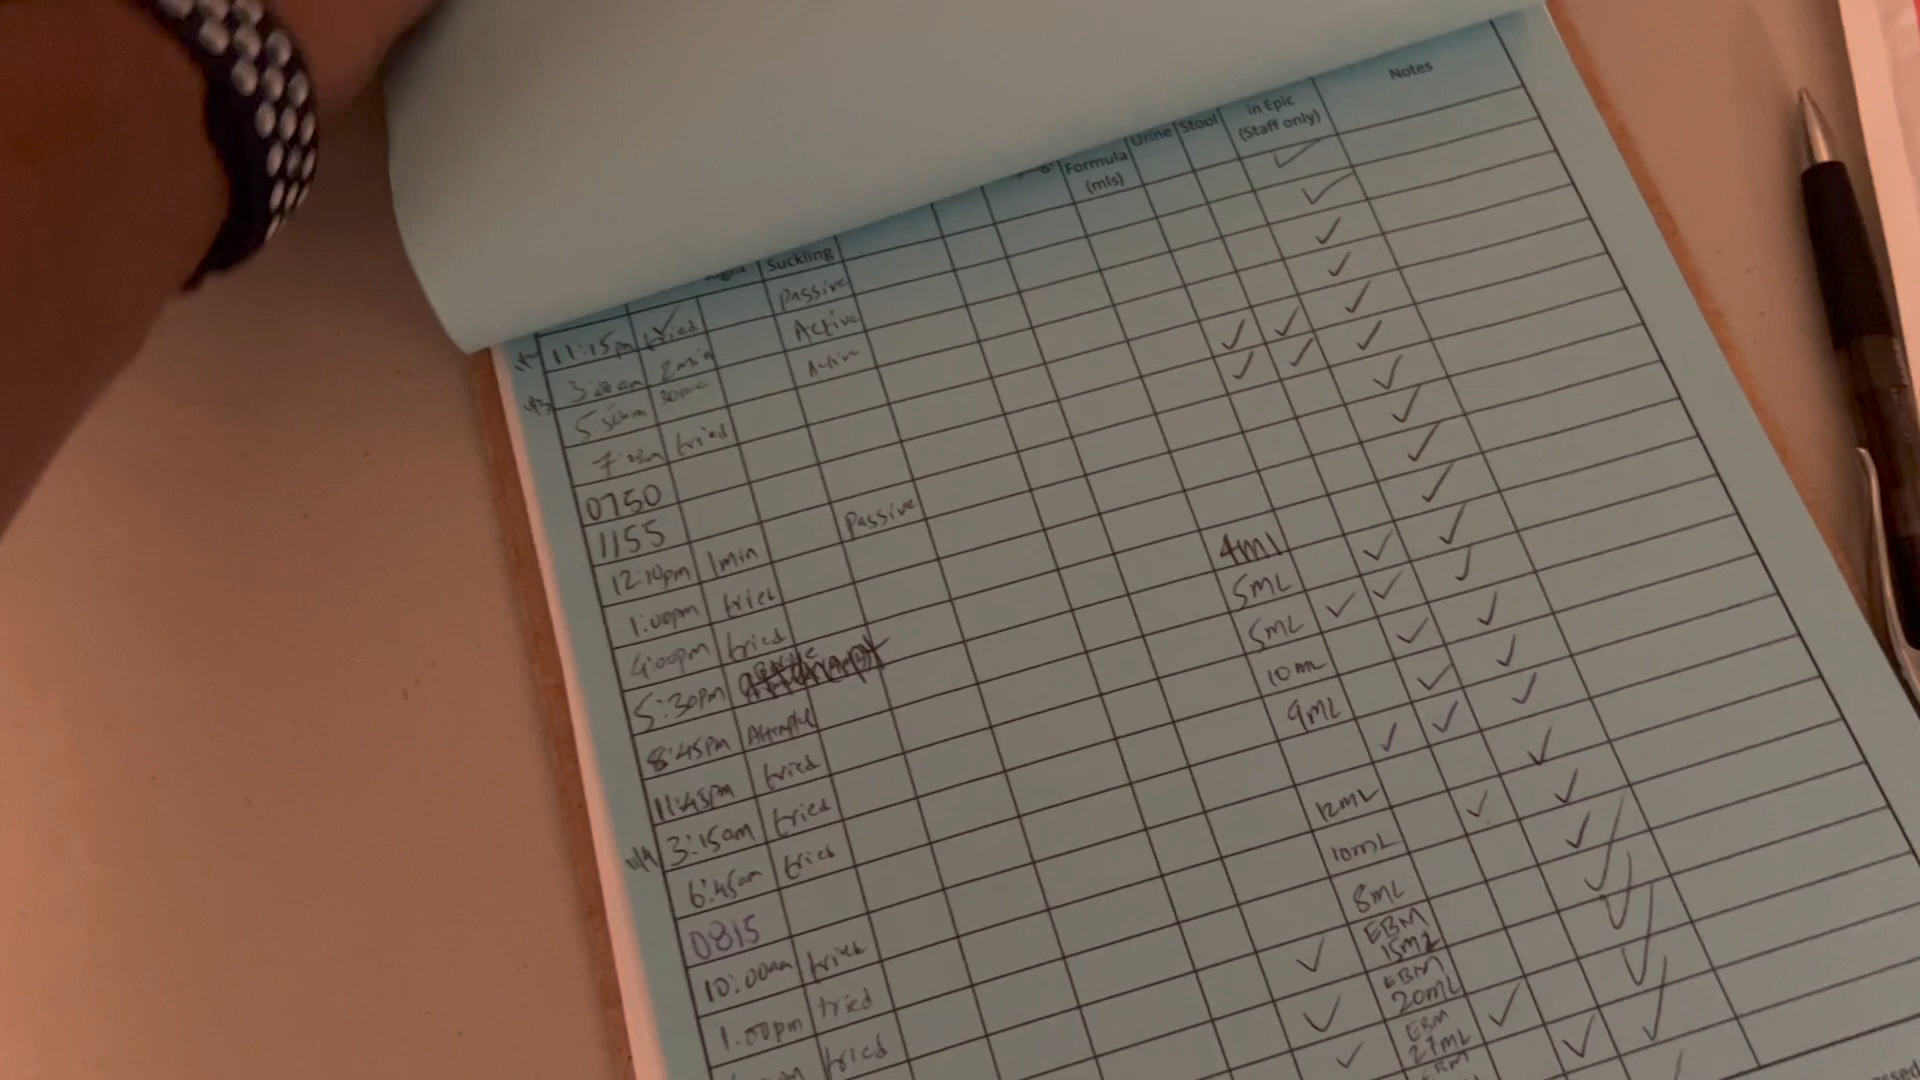 Notes
in Epic
(Staff only)
Urine Stool
Formula
(mls)
Suckling
11:15pm tried Passive
3:00am 2min Active
5:50am Active
7:00am tried
0750
1155
12:10pm 1min Passive
1:00pm tried
4:00pm tried
5:30pm 4ml
8:45pm Attempted 5mL
11:45pm tried 5mL
3:15am tried 10mL
6:45am tried 9mL
0815
10:00am tried 12mL
1:00pm tried 10mL
tried 8mL
EBM
15mL
EBM
20mL
EBM
27mL
EBM